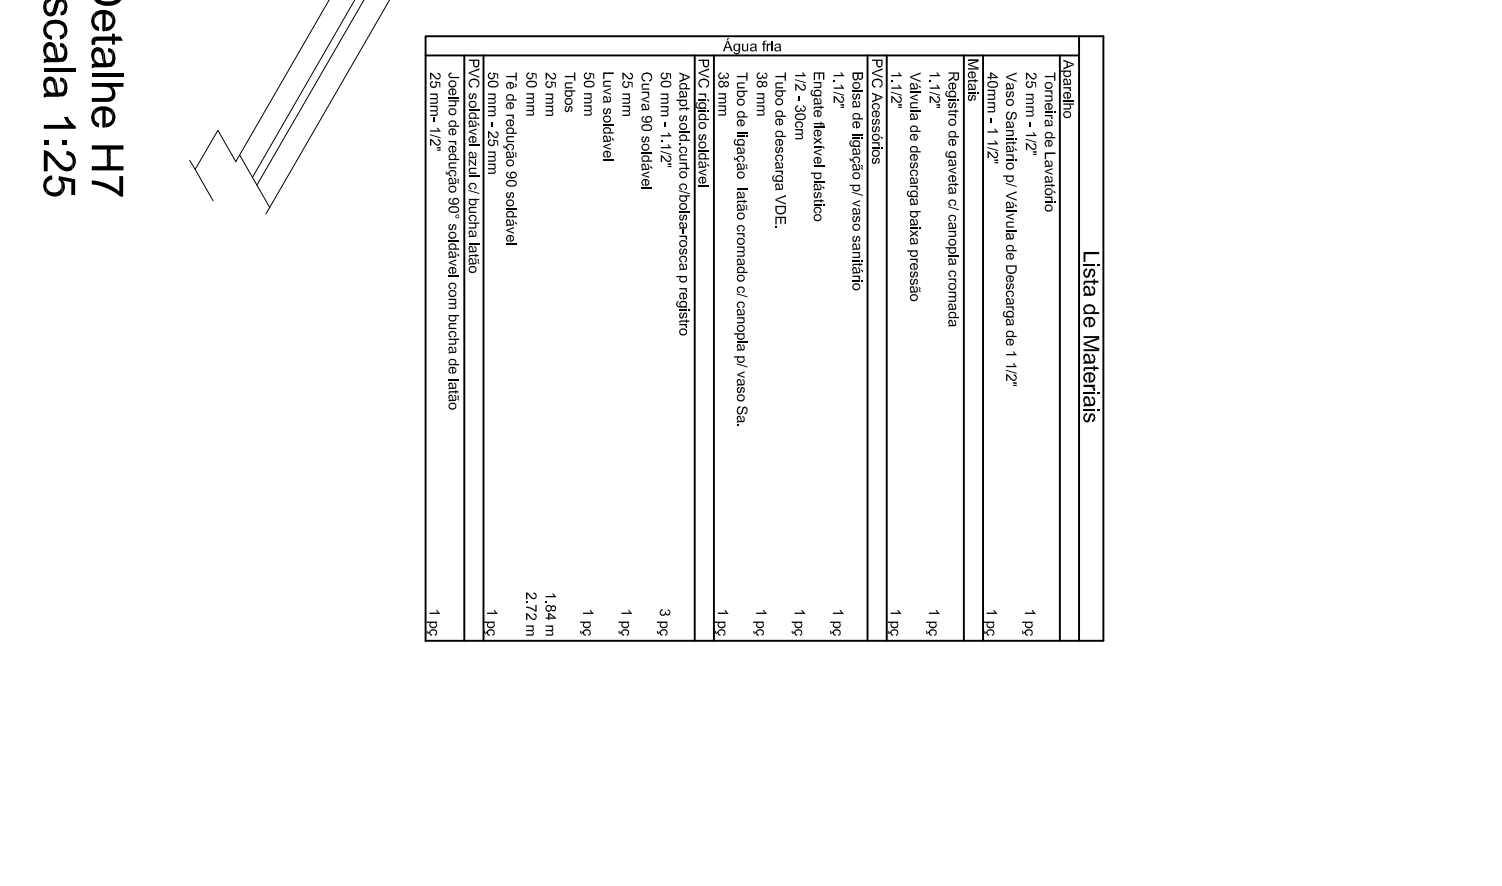 Lista de Materiais
Água fria
Aparelho
Torneira de Lavatório
25 mm - 1/2" 1 pç
Vaso Sanitário p/ Válvula de Descarga de 1 1/2"
40mm - 1 1/2" 1 pç
Metais
Registro de gaveta c/ canopla cromada
1.1/2" 1 pç
Válvula de descarga baixa pressão
1.1/2" 1 pç
PVC Acessórios
Bolsa de ligação p/ vaso sanitário
1.1/2" 1 pç
Engate flexível plástico
1/2 - 30cm 1 pç
Tubo de descarga VDE.
38 mm 1 pç
Tubo de ligação latão cromado c/ canopla p/ vaso Sa.
38 mm 1 pç
PVC rígido soldável
Adapt sold.curto c/bolsa-rosca p registro
50 mm - 1.1/2" 3 pç
Curva 90 soldável
25 mm 1 pç
Luva soldável
50 mm 1 pç
Tubos
25 mm 1.84 m
50 mm 2.72 m
Tê de redução 90 soldável
50 mm - 25 mm 1 pç
PVC soldável azul c/ bucha latão
Joelho de redução 90° soldável com bucha de latão
25 mm- 1/2" 1 pç
Detalhe H7
scala 1:25